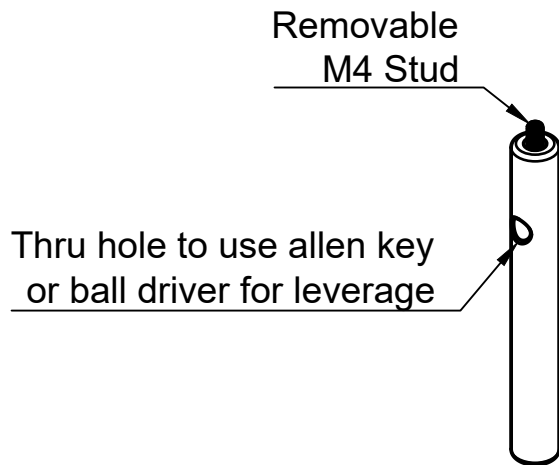 Removable
M4 Stud
Thru hole to use allen key
or ball driver for leverage